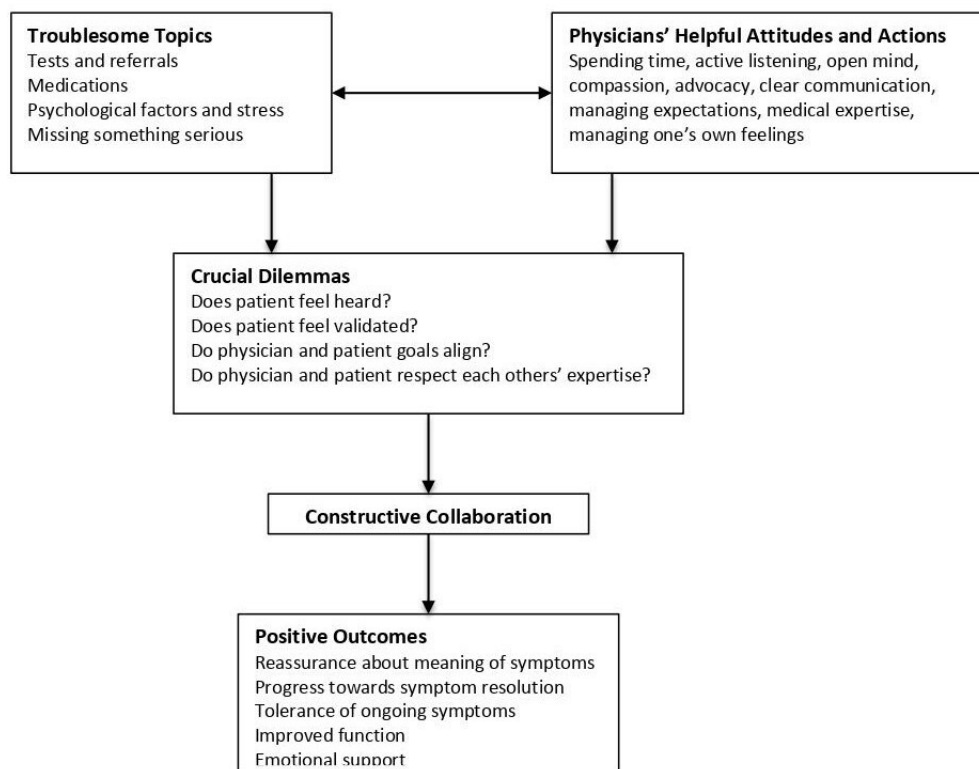 Troublesome Topics
Tests and referrals
Medications
Psychological factors and stress
Missing something serious
Physicians’ Helpful Attitudes and Actions
Spending time, active listening, open mind,
compassion, advocacy, clear communication,
managing expectations, medical expertise,
managing one’s own feelings
Crucial Dilemmas
Does patient feel heard?
Does patient feel validated?
Do physician and patient goals align?
Do physician and patient respect each others’ expertise?
Constructive Collaboration
Positive Outcomes
Reassurance about meaning of symptoms
Progress towards symptom resolution
Tolerance of ongoing symptoms
Improved function
Emotional support